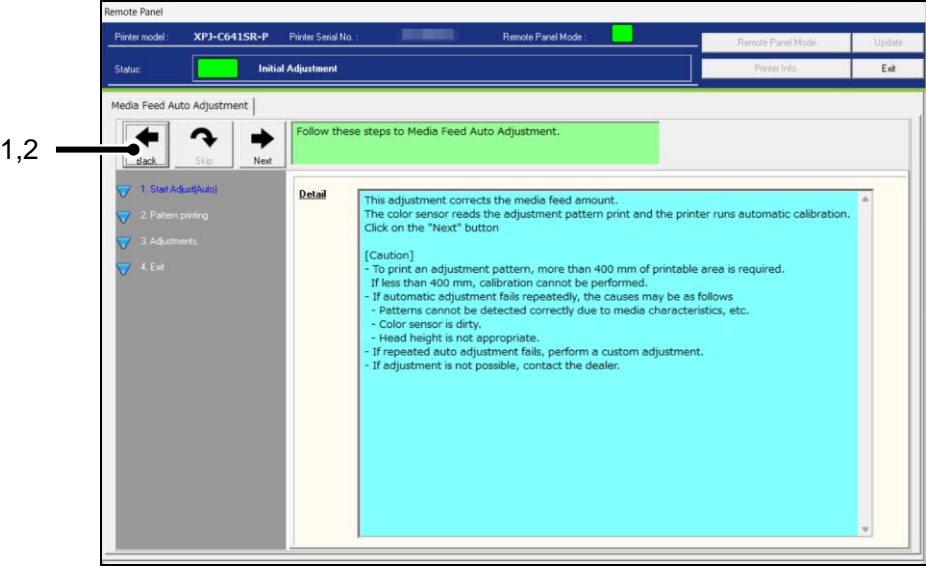 Remote Panel
Printer model : XPJ-C641SR-P Printer Serial No. : Remote Panel Mode :
Remote Panel Mode Update
Status: Initial Adjustment
Printer Info. Exit
Media Feed Auto Adjustment
1,2
Back Skip Next
Follow these steps to Media Feed Auto Adjustment.
1. Start Adjust(Auto)
2. Pattern printing
3. Adjustments.
4. Exit
Detail
This adjustment corrects the media feed amount.
The color sensor reads the adjustment pattern print and the printer runs automatic calibration.
Click on the "Next" button
[Caution]
- To print an adjustment pattern, more than 400 mm of printable area is required.
If less than 400 mm, calibration cannot be performed.
- If automatic adjustment fails repeatedly, the causes may be as follows
- Patterns cannot be detected correctly due to media characteristics, etc.
- Color sensor is dirty.
- Head height is not appropriate.
- If repeated auto adjustment fails, perform a custom adjustment.
- If adjustment is not possible, contact the dealer.